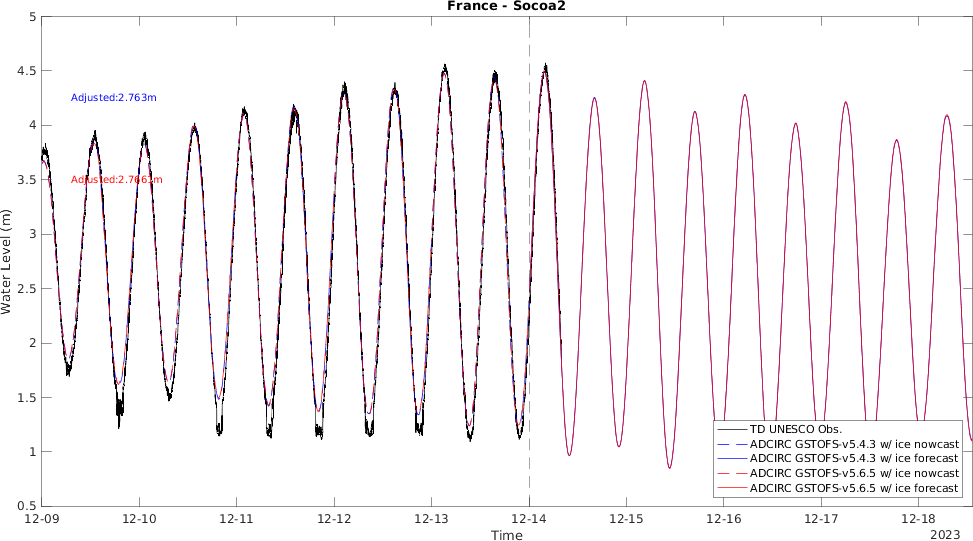 France - Socoa2
5
4.5
4
3.5
3
2.5
2
1.5
1
0.5
Water Level (m)
Adjusted:2.763m
Adjusted:2.7663m
TD UNESCO Obs.
ADCIRC GSTOFS-v5.4.3 w/ ice nowcast
ADCIRC GSTOFS-v5.4.3 w/ ice forecast
ADCIRC GSTOFS-v5.6.5 w/ ice nowcast
ADCIRC GSTOFS-v5.6.5 w/ ice forecast
12-09 12-10 12-11 12-12 12-13 12-14 12-15 12-16 12-17 12-18
Time
2023